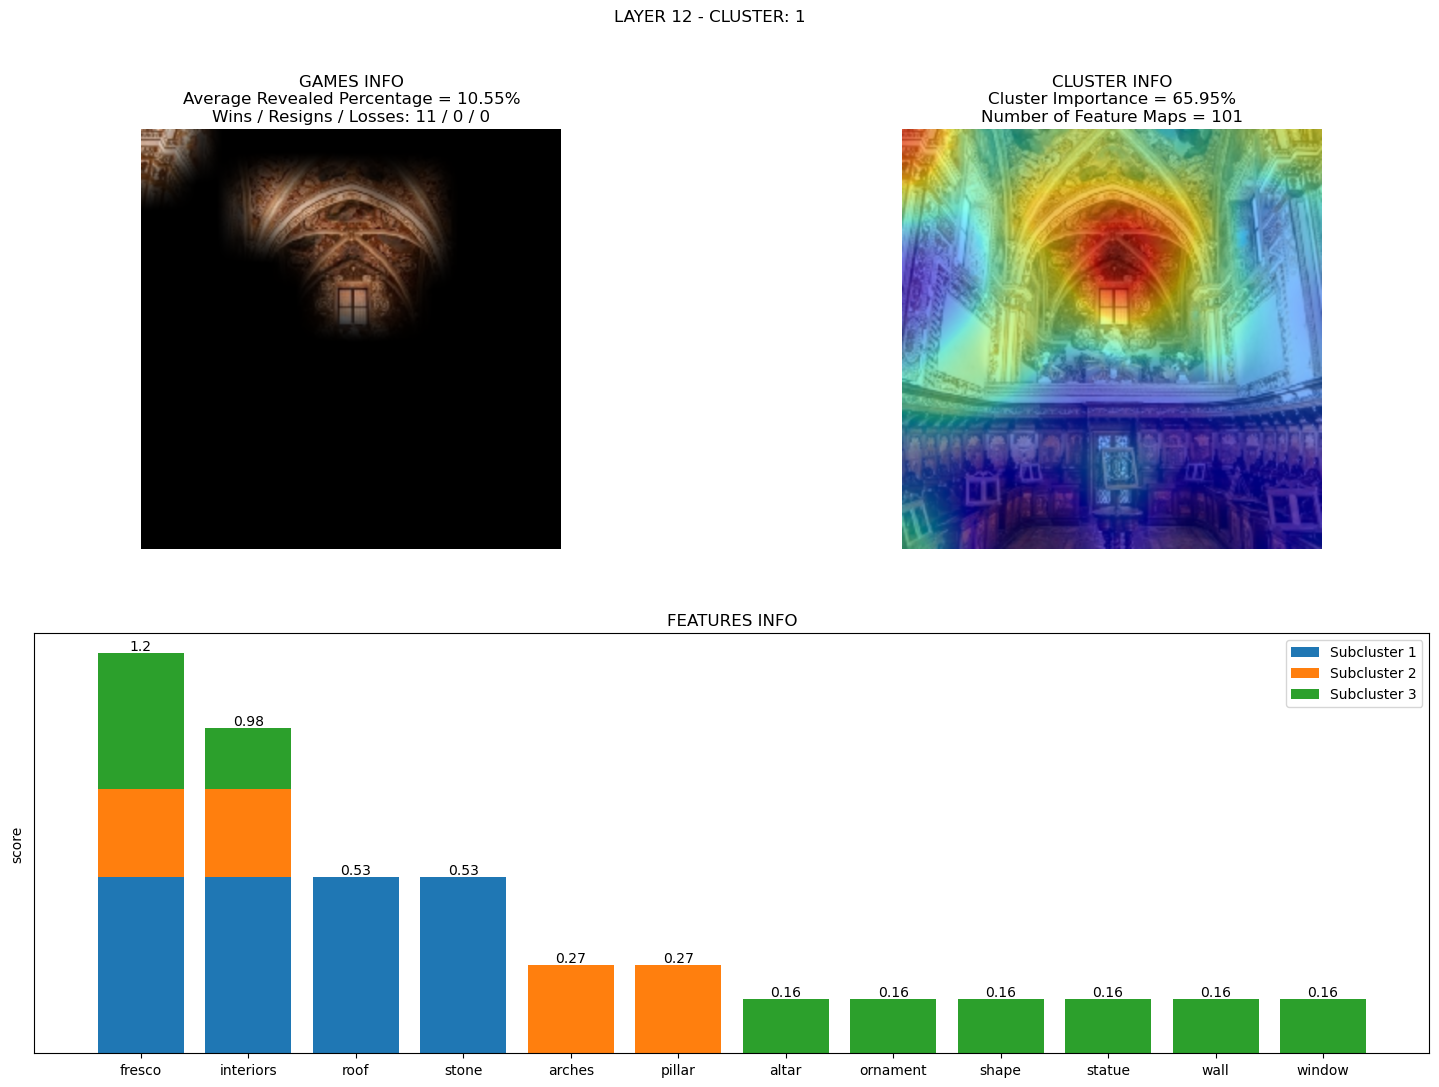 LAYER 12 - CLUSTER: 1
GAMES INFO
Average Revealed Percentage = 10.55%
Wins / Resigns / Losses: 11 / 0 / 0
CLUSTER INFO
Cluster Importance = 65.95%
Number of Feature Maps = 101
FEATURES INFO
score
1.2
0.98
0.53
0.53
0.27
0.27
0.16
0.16
0.16
0.16
0.16
0.16
Subcluster 1
Subcluster 2
Subcluster 3
fresco
interiors
roof
stone
arches
pillar
altar
ornament
shape
statue
wall
window